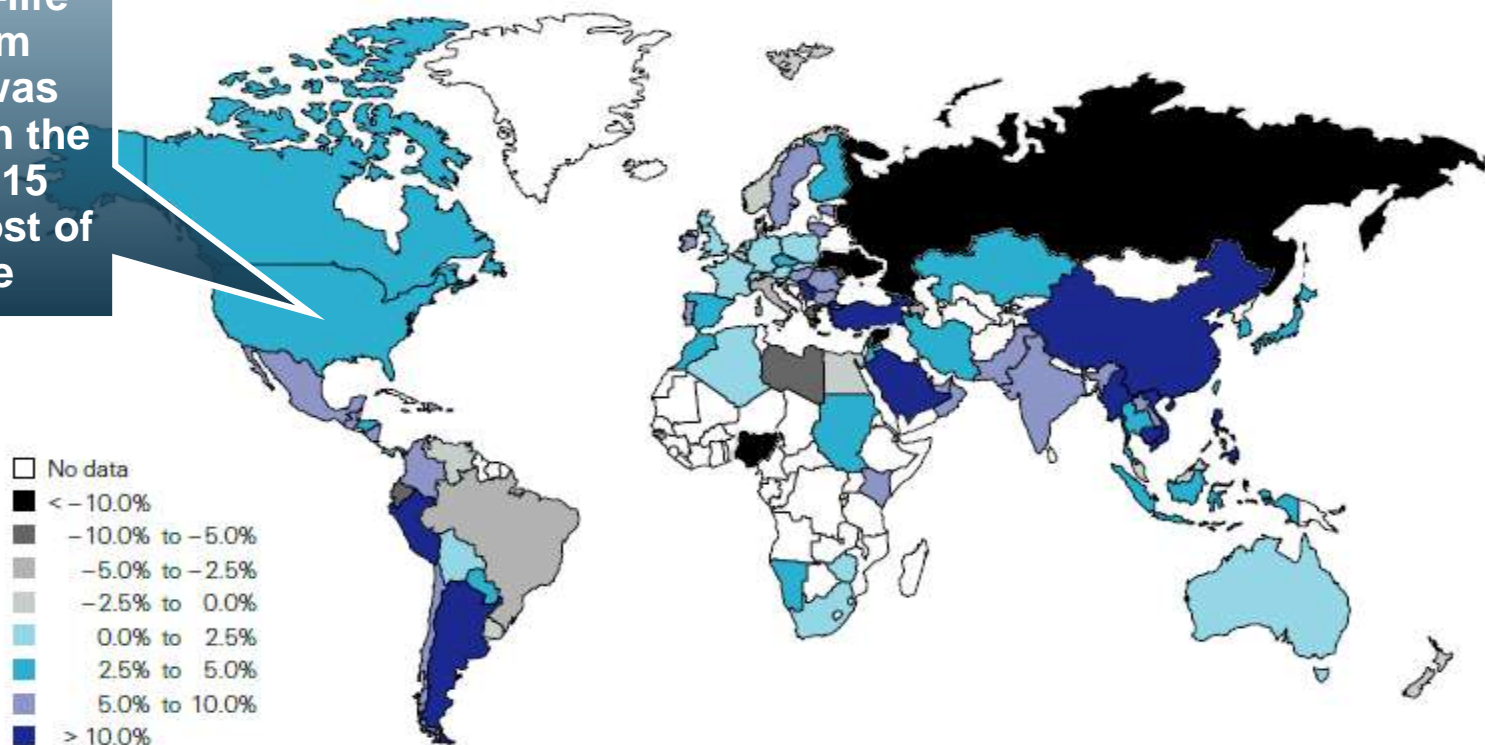 life
m
was
n the
15
ost of
e
No data
< −10.0%
−10.0% to −5.0%
−5.0% to −2.5%
−2.5% to 0.0%
0.0% to 2.5%
2.5% to 5.0%
5.0% to 10.0%
> 10.0%